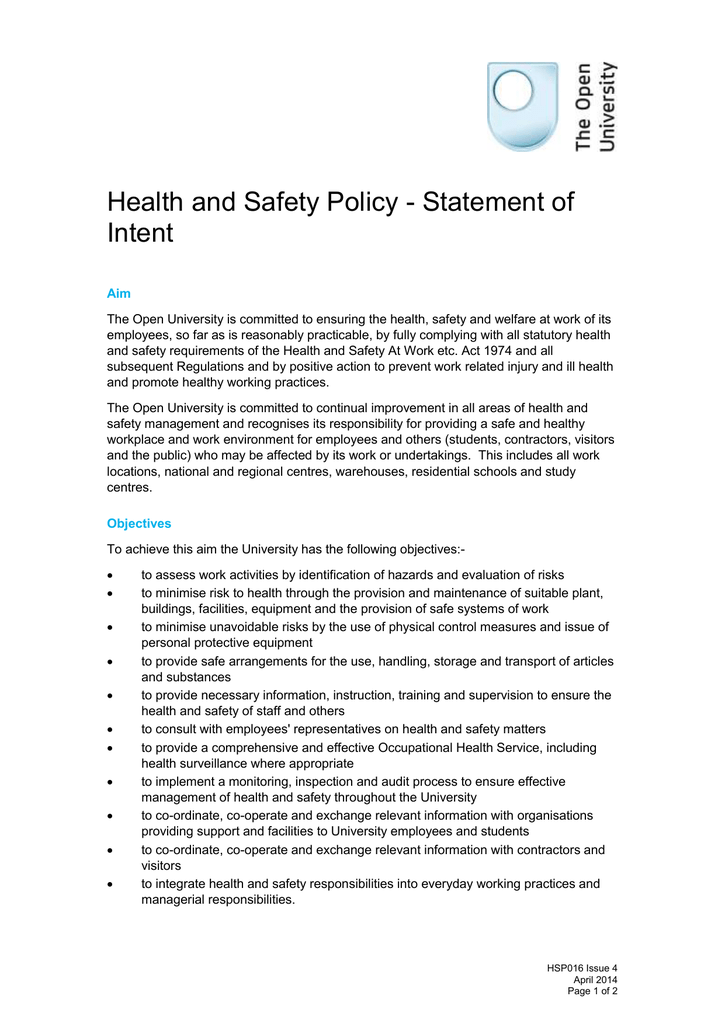 The Open
University
Health and Safety Policy - Statement of
Intent
Aim
The Open University is committed to ensuring the health, safety and welfare at work of its
employees, so far as is reasonably practicable, by fully complying with all statutory health
and safety requirements of the Health and Safety At Work etc. Act 1974 and all
subsequent Regulations and by positive action to prevent work related injury and ill health
and promote healthy working practices.
The Open University is committed to continual improvement in all areas of health and
safety management and recognises its responsibility for providing a safe and healthy
workplace and work environment for employees and others (students, contractors, visitors
and the public) who may be affected by its work or undertakings.  This includes all work
locations, national and regional centres, warehouses, residential schools and study
centres.
Objectives
To achieve this aim the University has the following objectives:-
• to assess work activities by identification of hazards and evaluation of risks
• to minimise risk to health through the provision and maintenance of suitable plant,
buildings, facilities, equipment and the provision of safe systems of work
• to minimise unavoidable risks by the use of physical control measures and issue of
personal protective equipment
• to provide safe arrangements for the use, handling, storage and transport of articles
and substances
• to provide necessary information, instruction, training and supervision to ensure the
health and safety of staff and others
• to consult with employees' representatives on health and safety matters
• to provide a comprehensive and effective Occupational Health Service, including
health surveillance where appropriate
• to implement a monitoring, inspection and audit process to ensure effective
management of health and safety throughout the University
• to co-ordinate, co-operate and exchange relevant information with organisations
providing support and facilities to University employees and students
• to co-ordinate, co-operate and exchange relevant information with contractors and
visitors
• to integrate health and safety responsibilities into everyday working practices and
managerial responsibilities.
HSP016 Issue 4
April 2014
Page 1 of 2